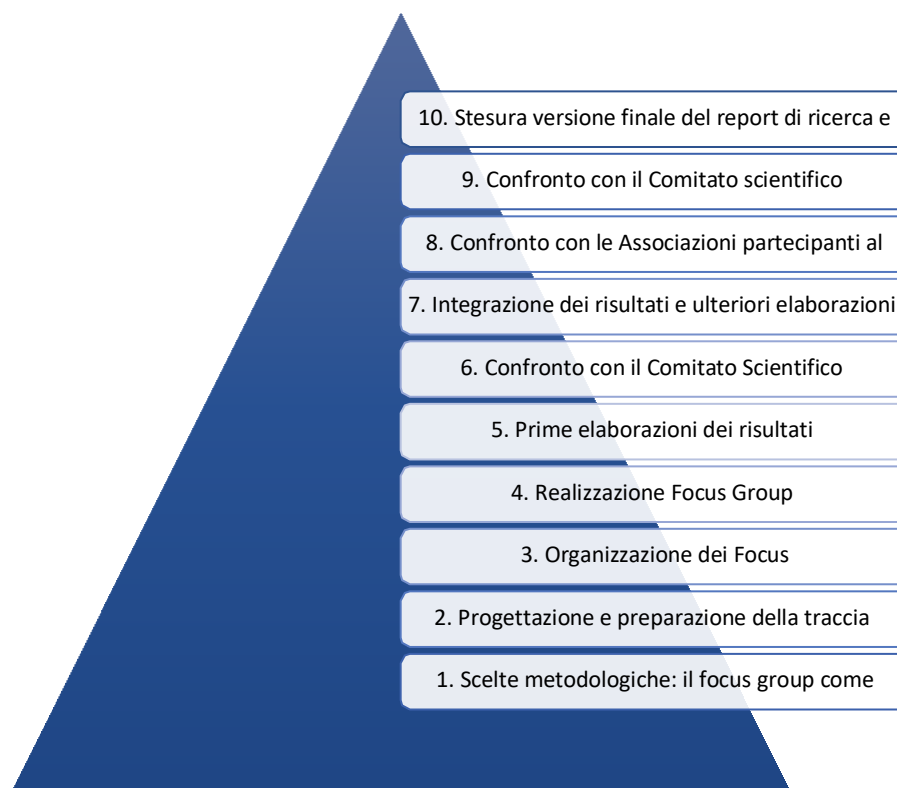 10. Stesura versione finale del report di ricerca e
9. Confronto con il Comitato scientifico
8. Confronto con le Associazioni partecipanti al
7. Integrazione dei risultati e ulteriori elaborazioni
6. Confronto con il Comitato Scientifico
5. Prime elaborazioni dei risultati
4. Realizzazione Focus Group
3. Organizzazione dei Focus
2. Progettazione e preparazione della traccia
1. Scelte metodologiche: il focus group come